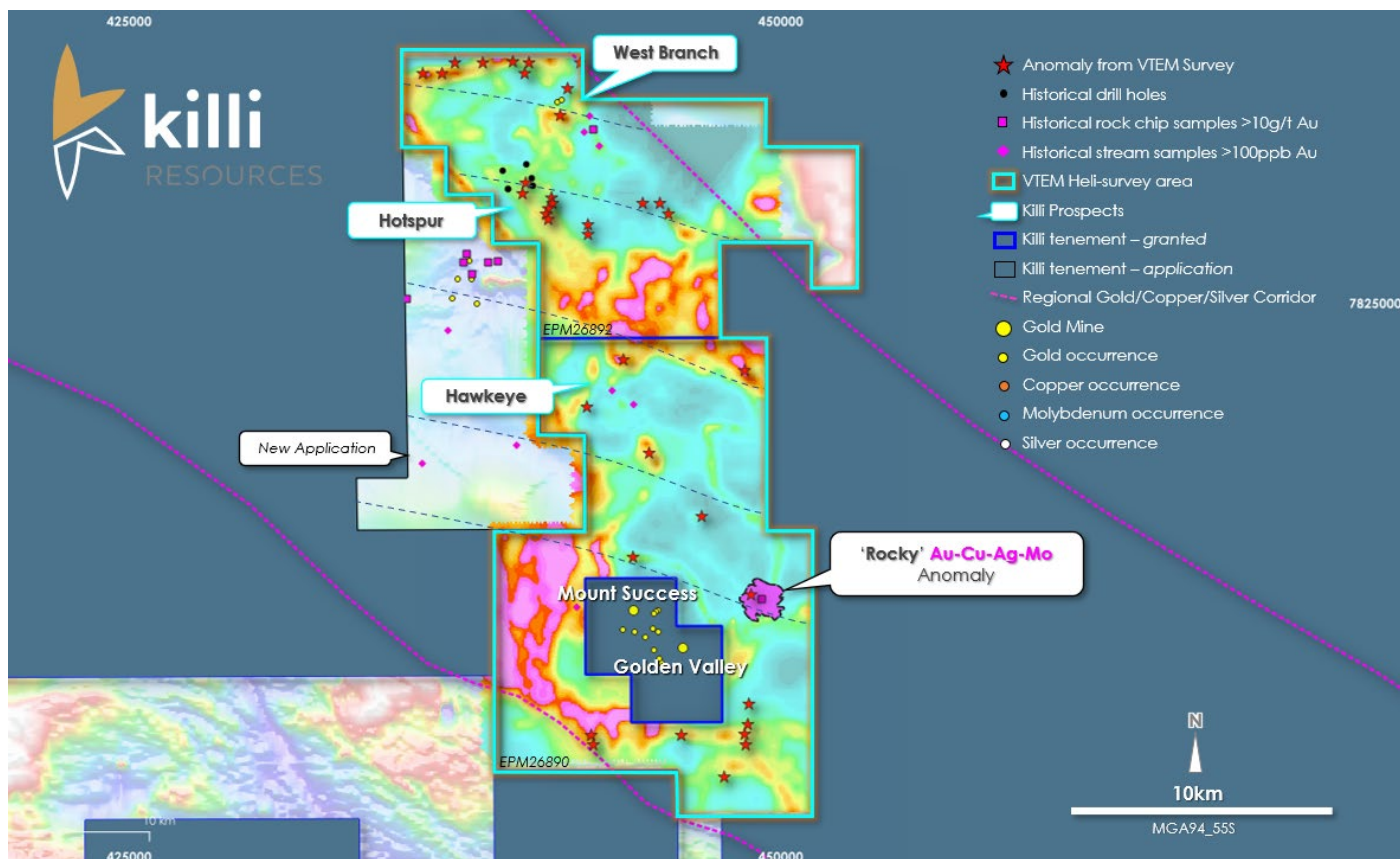 425000
450000
killi
RESOURCES
West Branch
Anomaly from VTEM Survey
Historical drill holes
Historical rock chip samples >10g/t Au
Historical stream samples >100ppb Au
VTEM Heli-survey area
Killi Prospects
Killi tenement – granted
Killi tenement – application
Regional Gold/Copper/Silver Corridor
Gold Mine
Gold occurrence
Copper occurrence
Molybdenum occurrence
Silver occurrence
Hotspur
7825000
EPM26892
Hawkeye
New Application
'Rocky' Au-Cu-Ag-Mo
Anomaly
Mount Success
Golden Valley
EPM26890
N
10km
MGA94_55S
10 km
425000
450000